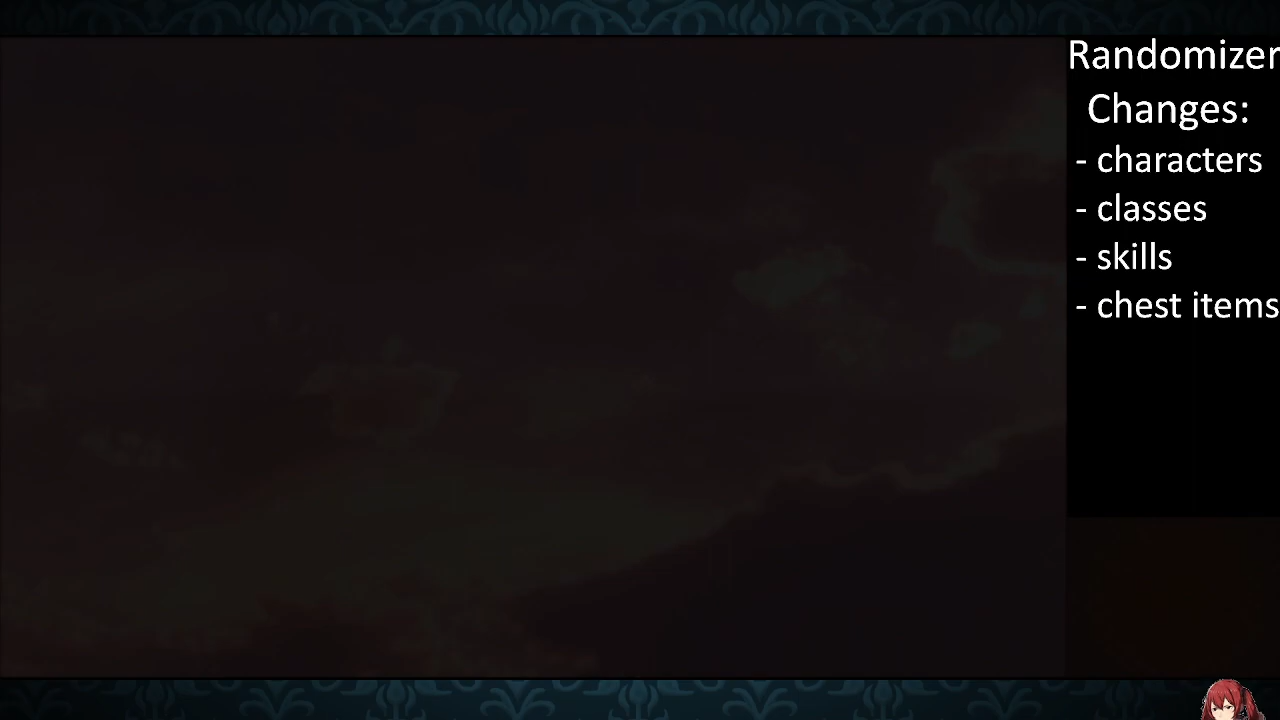 Randomizer
Changes:
- characters
- classes
- skills
- chest items